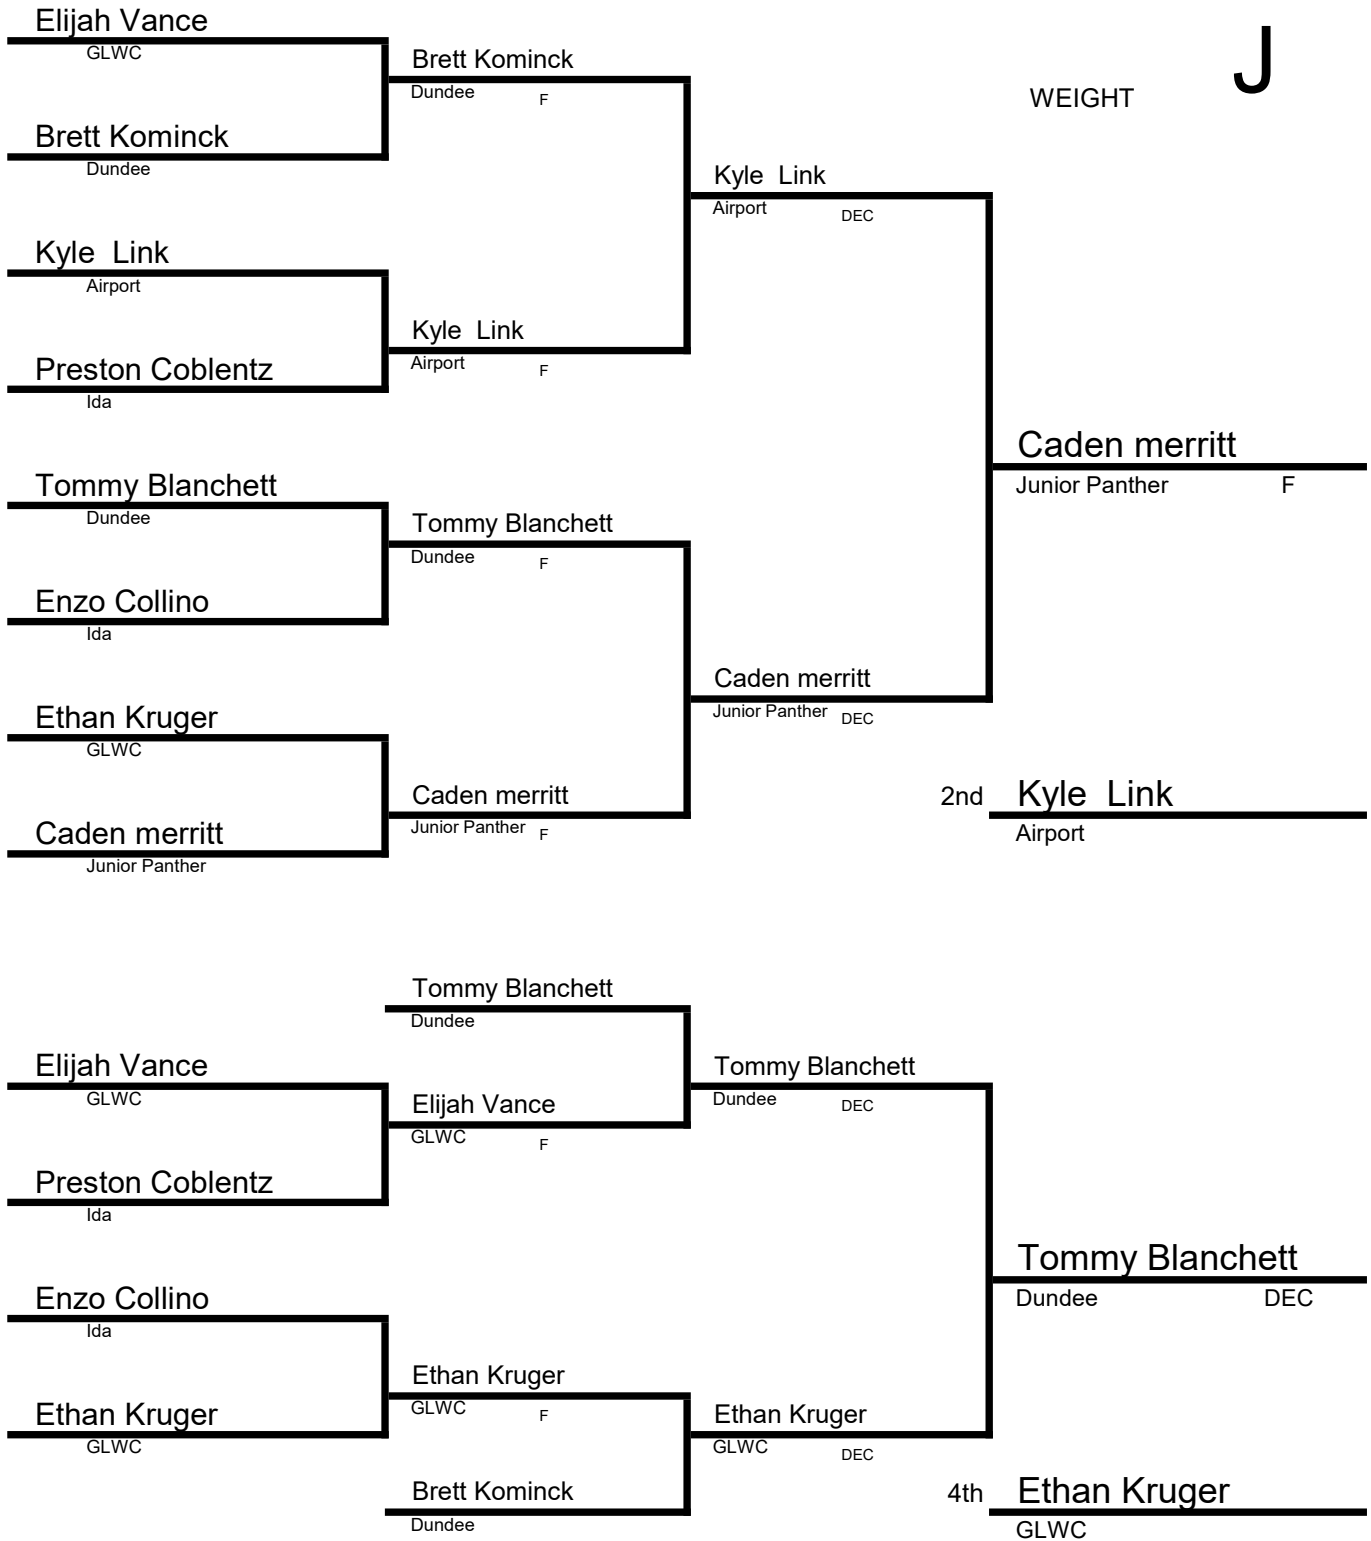 Elijah Vance
GLWC
Brett Kominck
Dundee F
WEIGHT J
Brett Kominck
Dundee
Kyle  Link
Airport DEC
Kyle  Link
Airport
Kyle  Link
Airport F
Preston Coblentz
Ida
Caden merritt
Junior Panther F
Tommy Blanchett
Dundee
Tommy Blanchett
Dundee F
Enzo Collino
Ida
Caden merritt
Junior Panther DEC
Ethan Kruger
GLWC
Caden merritt
Junior Panther F
2nd Kyle  Link
Airport
Caden merritt
Junior Panther
Tommy Blanchett
Dundee
Elijah Vance
GLWC
Tommy Blanchett
Dundee DEC
Elijah Vance
GLWC F
Preston Coblentz
Ida
Tommy Blanchett
Dundee DEC
Enzo Collino
Ida
Ethan Kruger
GLWC F
Ethan Kruger
GLWC
Ethan Kruger
GLWC DEC
Brett Kominck
Dundee
4th Ethan Kruger
GLWC